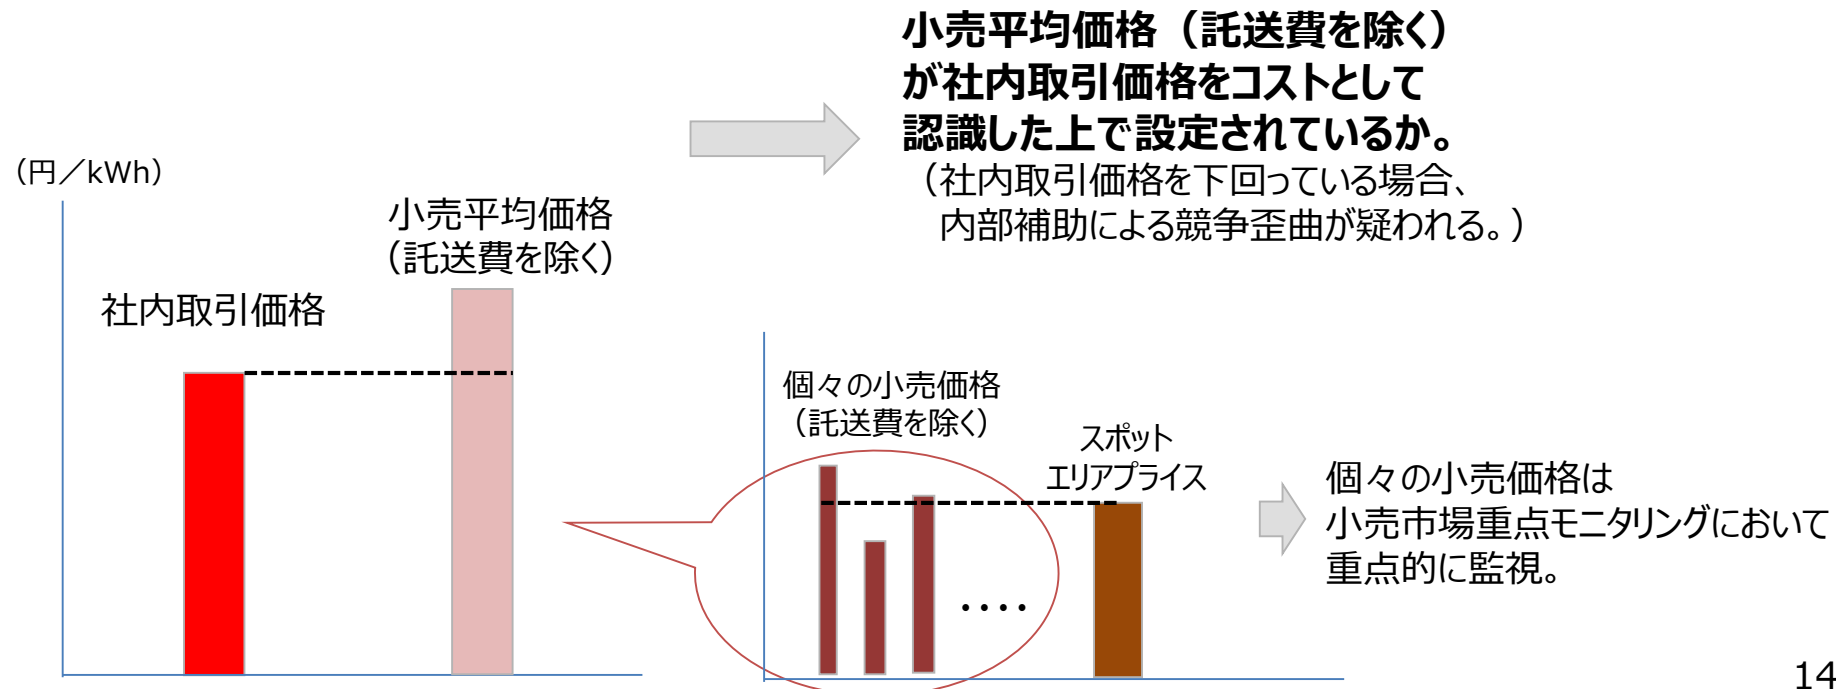 小売平均価格（託送費を除く）
が社内取引価格をコストとして
認識した上で設定されているか。
（社内取引価格を下回っている場合、
内部補助による競争歪曲が疑われる。）
（円／kWh）
小売平均価格
（託送費を除く）
社内取引価格
個々の小売価格
（託送費を除く）
スポット
エリアプライス
個々の小売価格は
小売市場重点モニタリングにおいて
重点的に監視。
・・・・
14